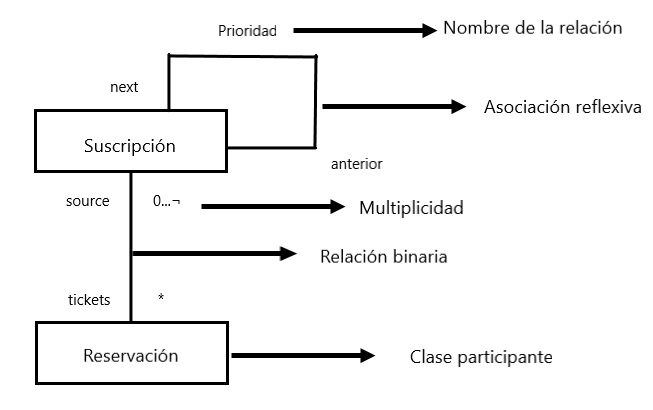 Prioridad
Nombre de la relación
next
Asociación reflexiva
Suscripción
anterior
source
0...¬
Multiplicidad
Relación binaria
tickets
*
Reservación
Clase participante